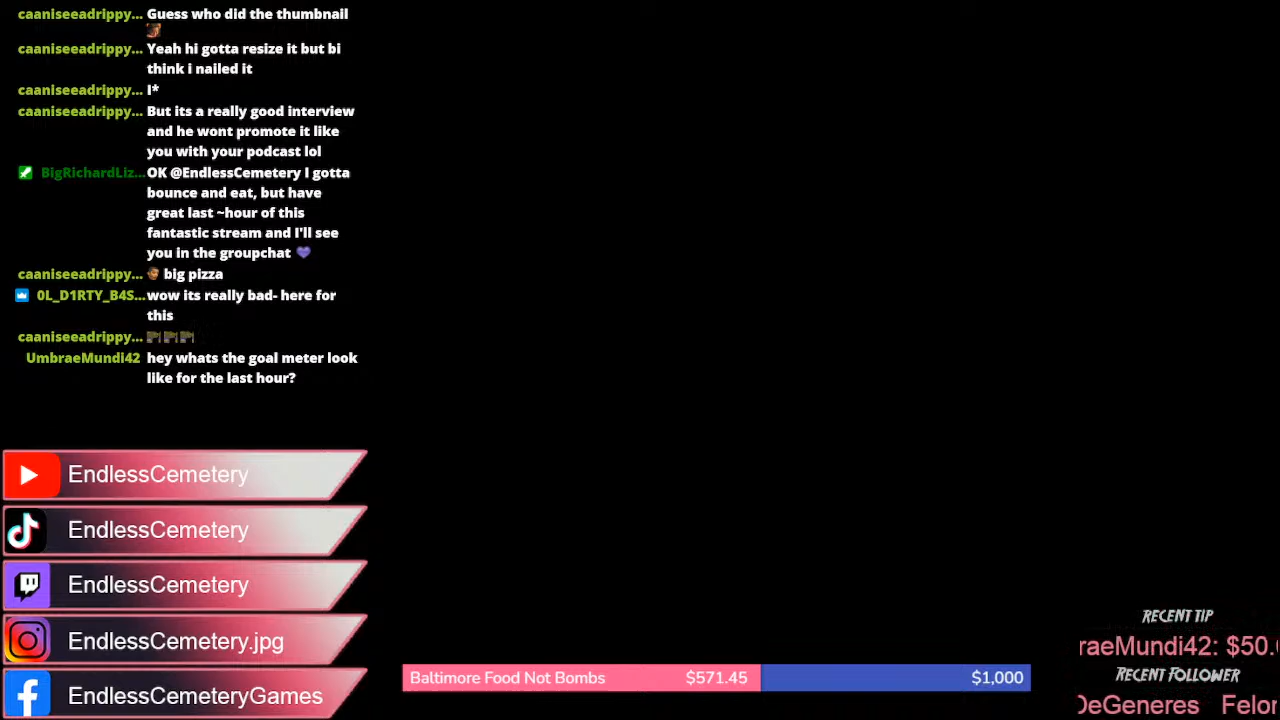 caaniseeadrippy... Guess who did the thumbnail
caaniseeadrippy... Yeah hi gotta resize it but bi
think i nailed it
caaniseeadrippy... I*
caaniseeadrippy... But its a really good interview
and he wont promote it like
you with your podcast lol
BigRichardLiz... OK @EndlessCemetery I gotta
bounce and eat, but have
great last ~hour of this
fantastic stream and I'll see
you in the groupchat 💜
caaniseeadrippy... big pizza
0L_D1RTY_B4S... wow its really bad- here for
this
caaniseeadrippy...
UmbraeMundi42 hey whats the goal meter look
like for the last hour?
EndlessCemetery
EndlessCemetery
EndlessCemetery
EndlessCemetery.jpg
EndlessCemeteryGames
Baltimore Food Not Bombs $571.45 $1,000
RECENT TIP
raeMundi42: $50.
RECENT FOLLOWER
DeGeneres Felon